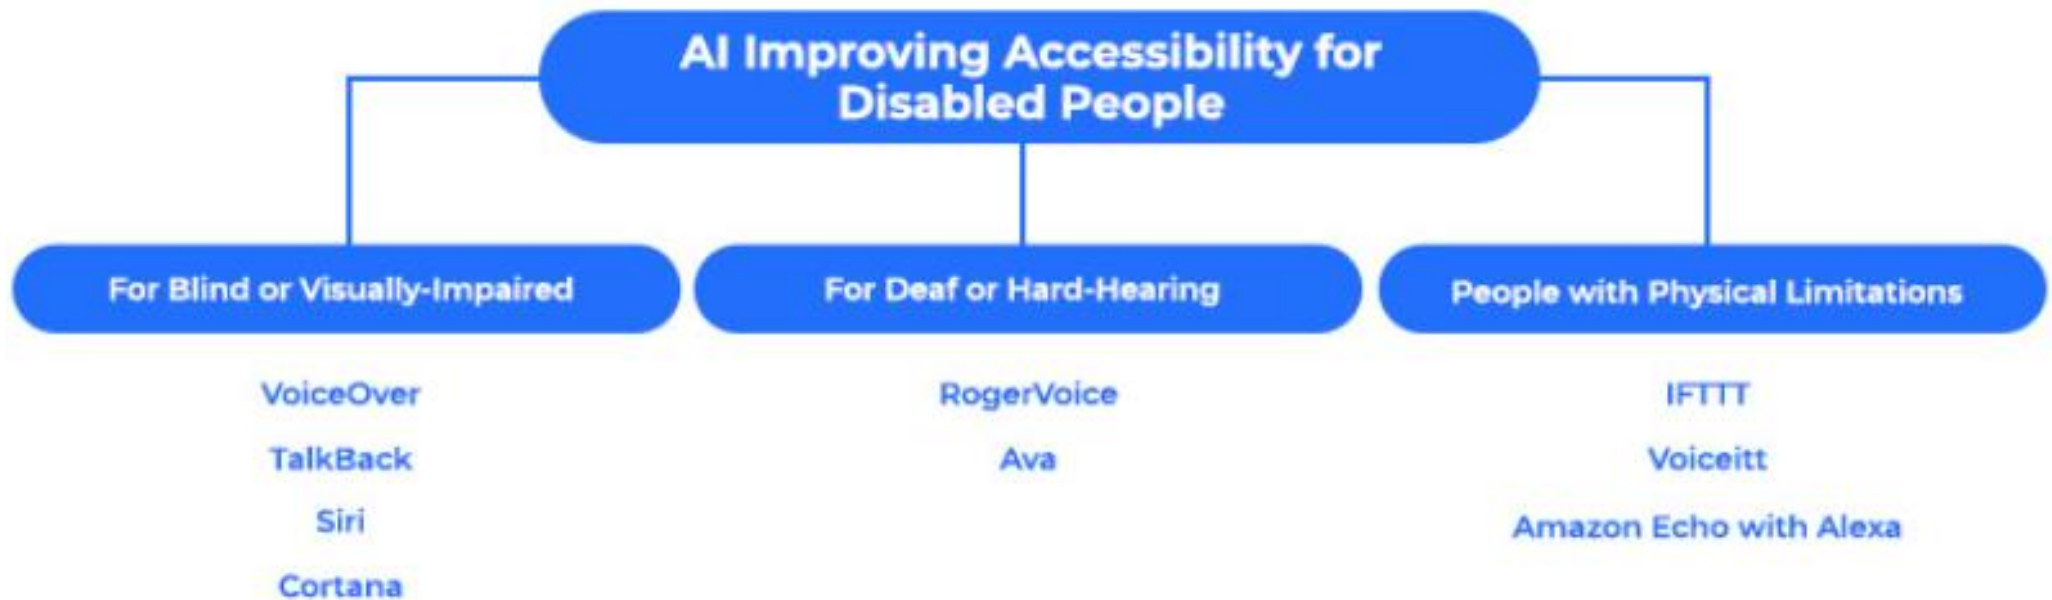 AI Improving Accessibility for
Disabled People
For Blind or Visually-Impaired
VoiceOver
TalkBack
Siri
Cortana
For Deaf or Hard-Hearing
RogerVoice
Ava
People with Physical Limitations
IFTTT
Voiceitt
Amazon Echo with Alexa